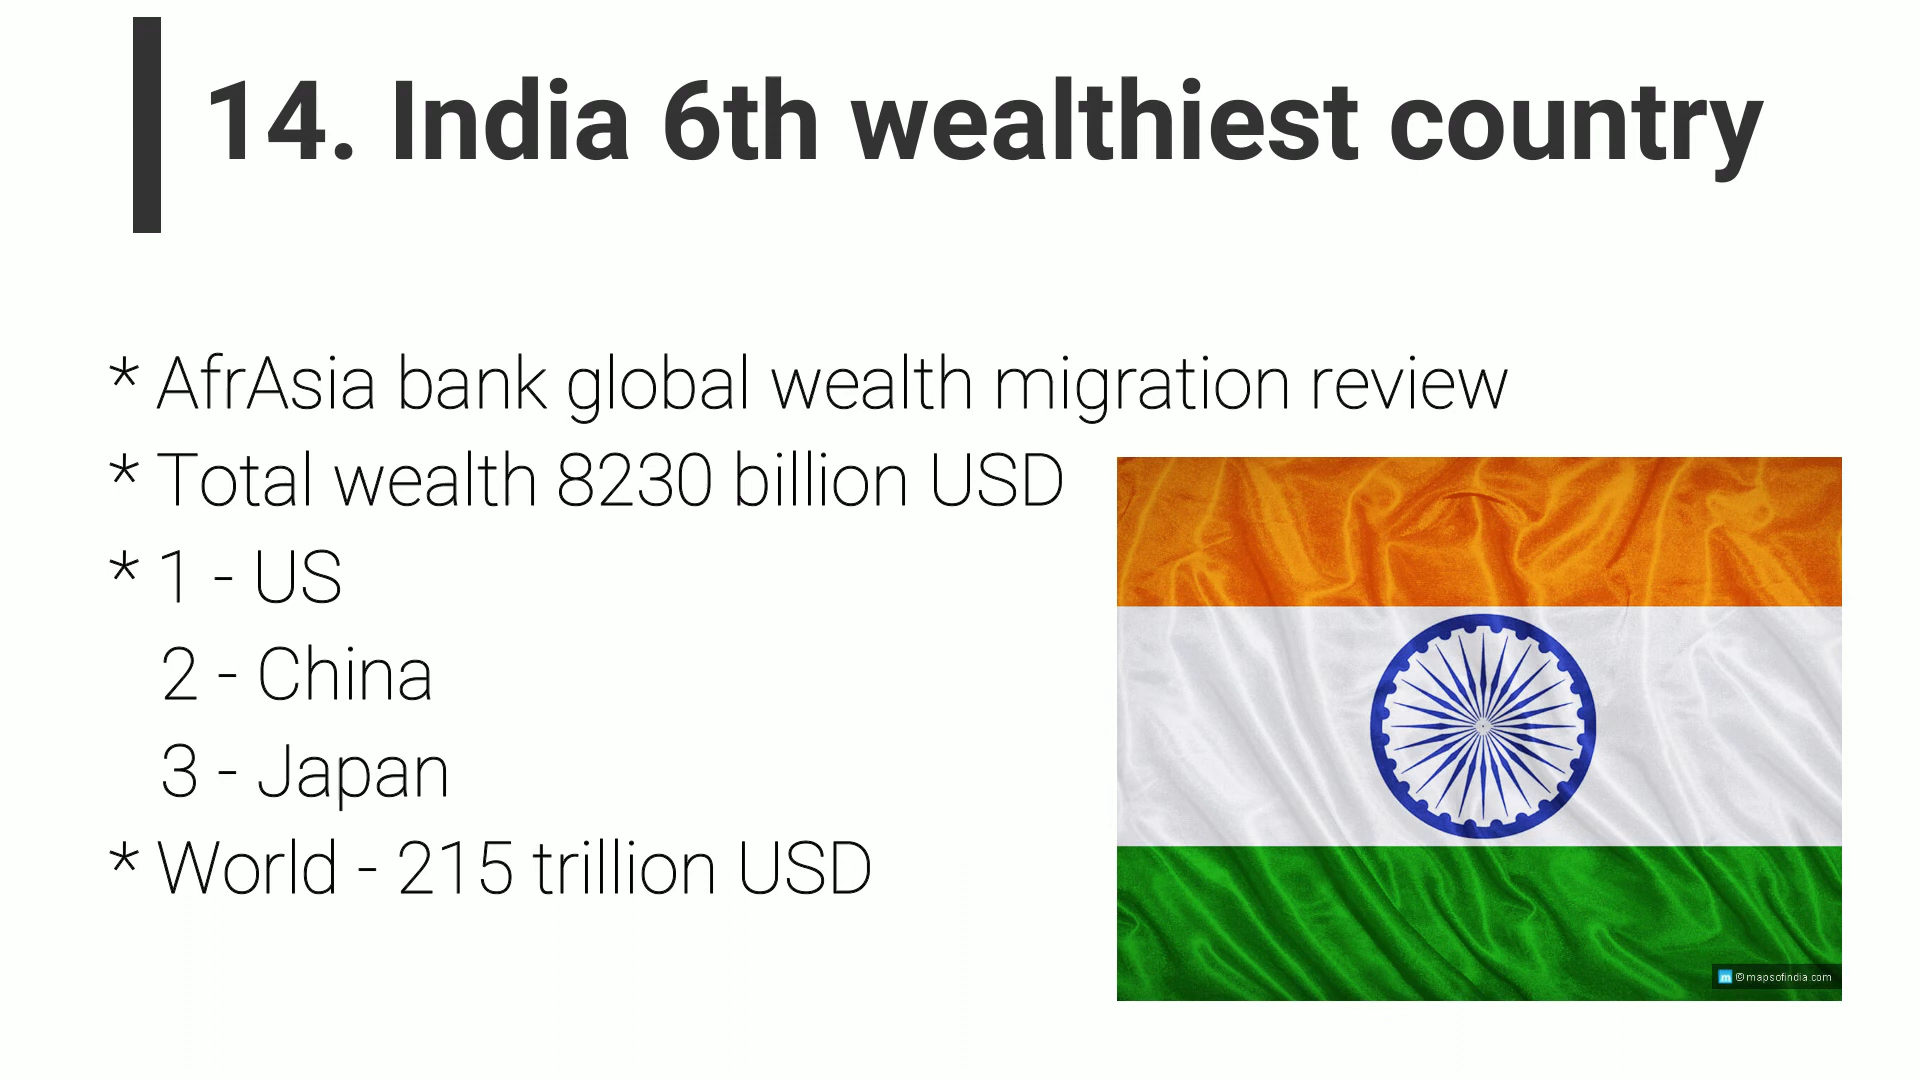 14. India 6th wealthiest country
* AfrAsia bank global wealth migration review
* Total wealth 8230 billion USD
* 1 - US
2 - China
3 - Japan
* World - 215 trillion USD
m © mapsofindia.com